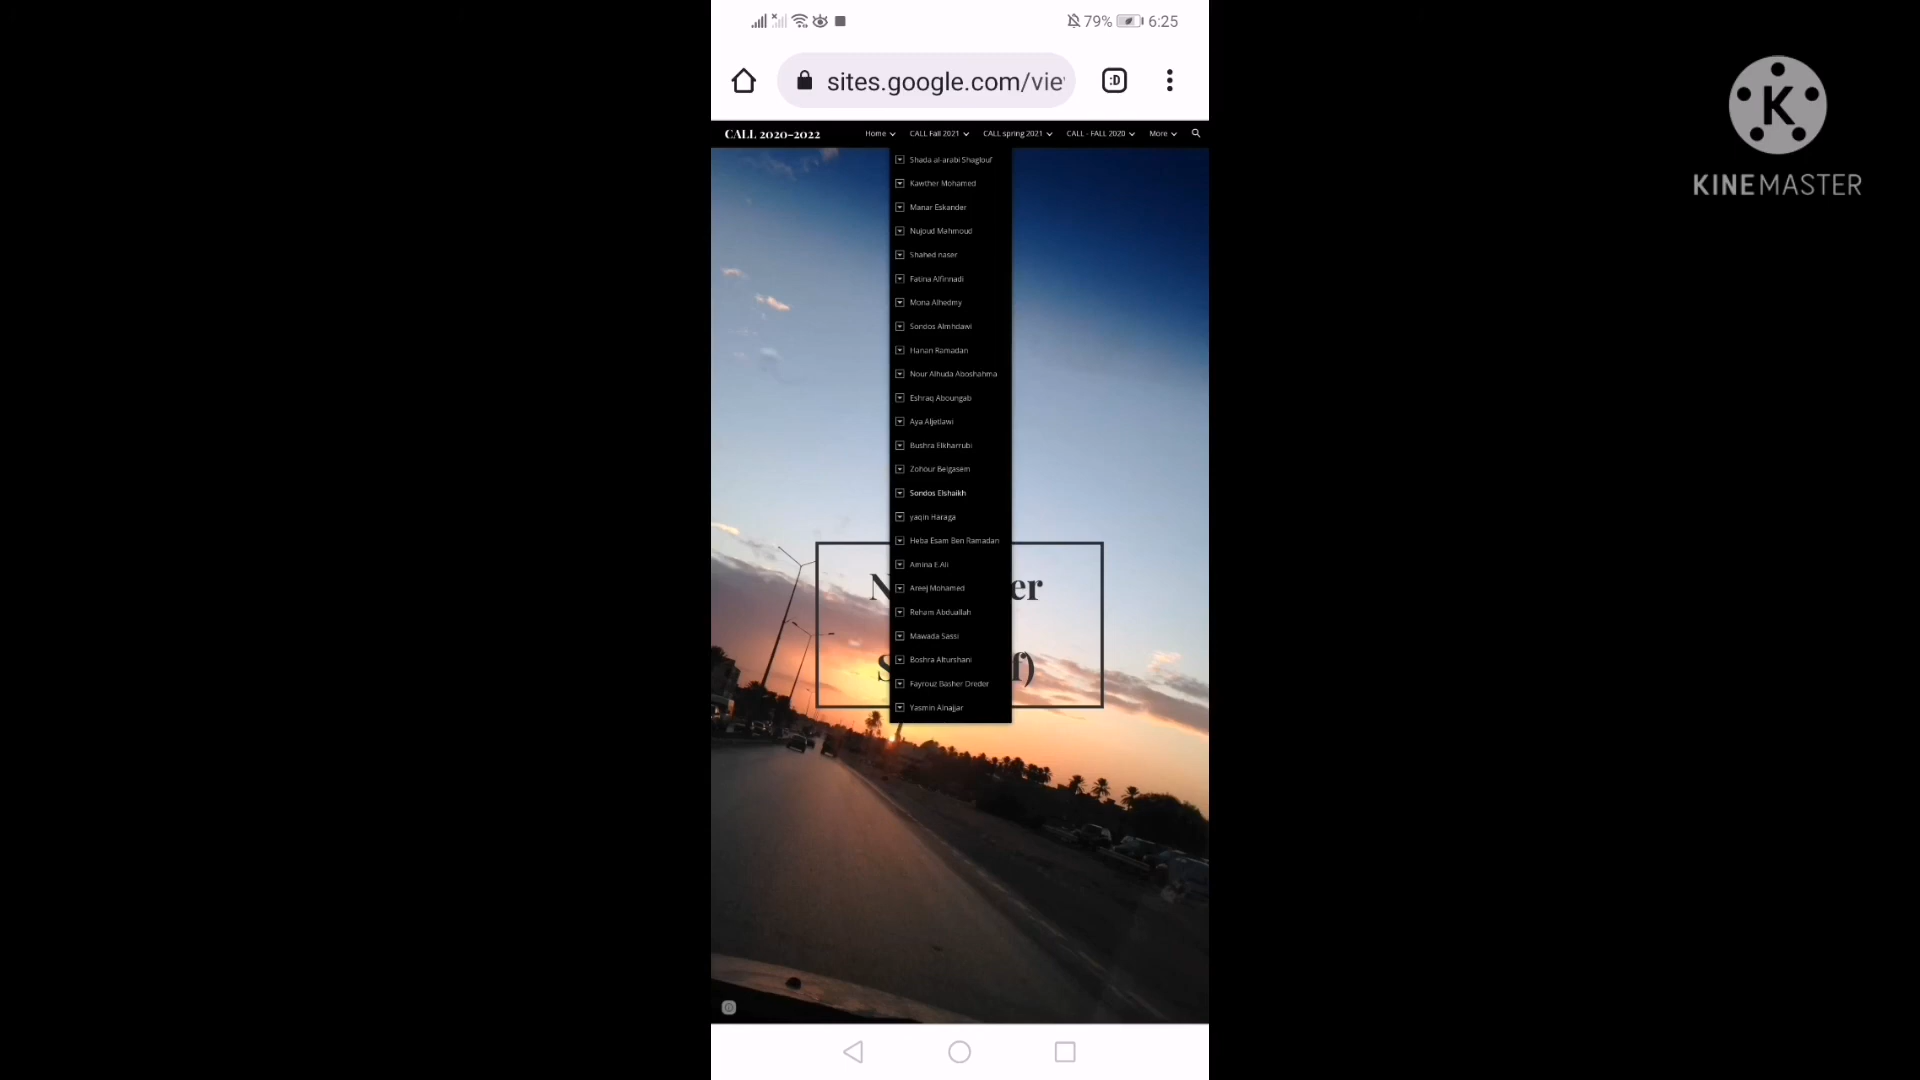 79% 6:25
sites.google.com/vie
:D
CALL 2020-2022
Home
CALL Fall 2021
CALL spring 2021
CALL - FALL 2020
More
Shada al-arabi Shaglouf
Kawther Mohamed
Manar Eskander
Nujoud Mahmoud
Shahed naser
Fatina Alfirnadi
Mona Alhedmy
Sondos Almhdawi
Hanan Ramadan
Nour Alhuda Aboshahma
Eshraq Aboungab
Aya Aljetlawi
Bushra Elkharrubi
Zohour Belgasem
Sondos Elshaikh
yaqin Haraga
Heba Esam Ben Ramadan
Amina E.Ali
Areej Mohamed
Reham Abduallah
Mawada Sassi
Boshra Alturshani
Fayrouz Basher Dreder
Yasmin Alnajjar
K
KINEMASTER